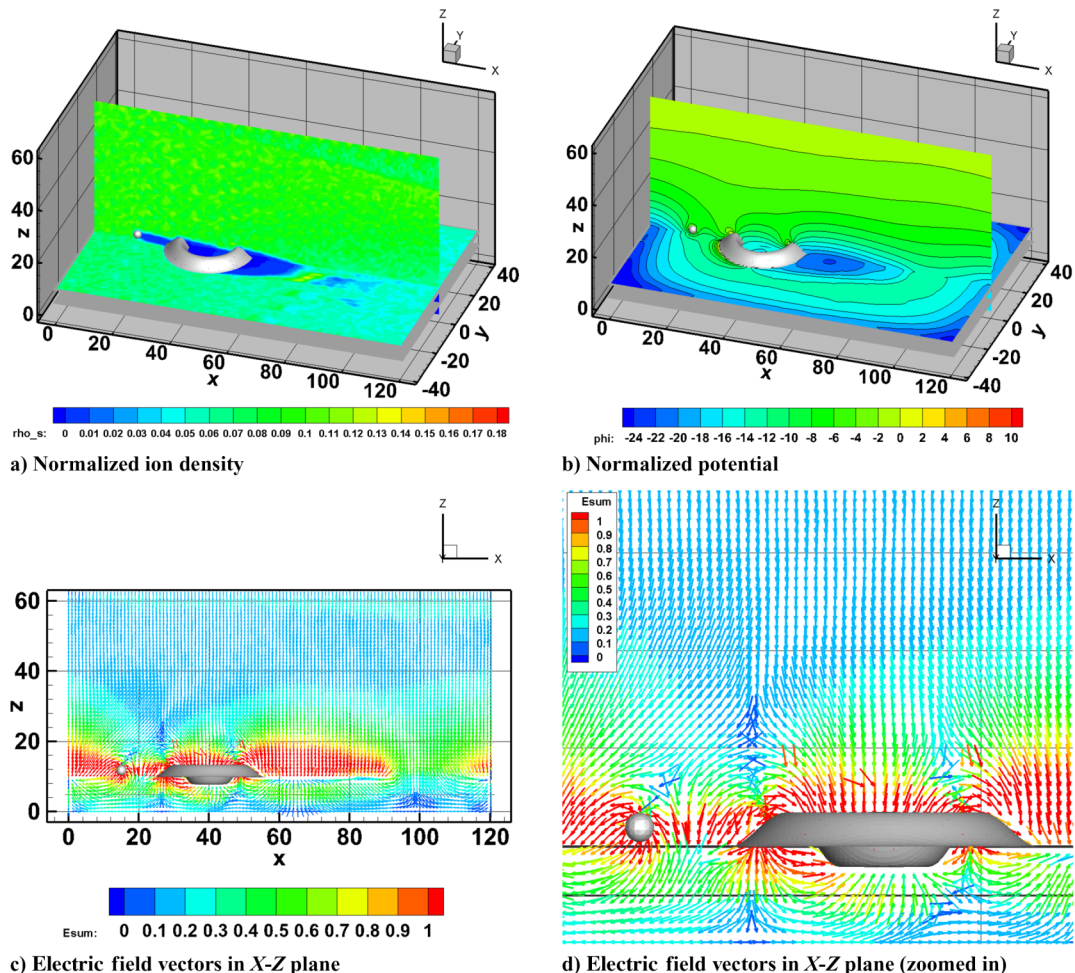 Z
Y
X
60
40
20
0
z
0
20
40
60
80
100
120
x
-40
-20
0
20
40
y
rho_s: 0 0.01 0.02 0.03 0.04 0.05 0.06 0.07 0.08 0.09 0.1 0.11 0.12 0.13 0.14 0.15 0.16 0.17 0.18
a) Normalized ion density
Z
Y
X
60
40
20
0
z
0
20
40
60
80
100
120
x
-40
-20
0
20
40
y
phi: -24 -22 -20 -18 -16 -14 -12 -10 -8 -6 -4 -2 0 2 4 6 8 10
b) Normalized potential
Z
Y
X
60
40
20
0
z
0 20 40 60 80 100 120
x
Esum: 0 0.1 0.2 0.3 0.4 0.5 0.6 0.7 0.8 0.9 1
c) Electric field vectors in X-Z plane
Esum
1
0.9
0.8
0.7
0.6
0.5
0.4
0.3
0.2
0.1
0
Z
X
d) Electric field vectors in X-Z plane (zoomed in)